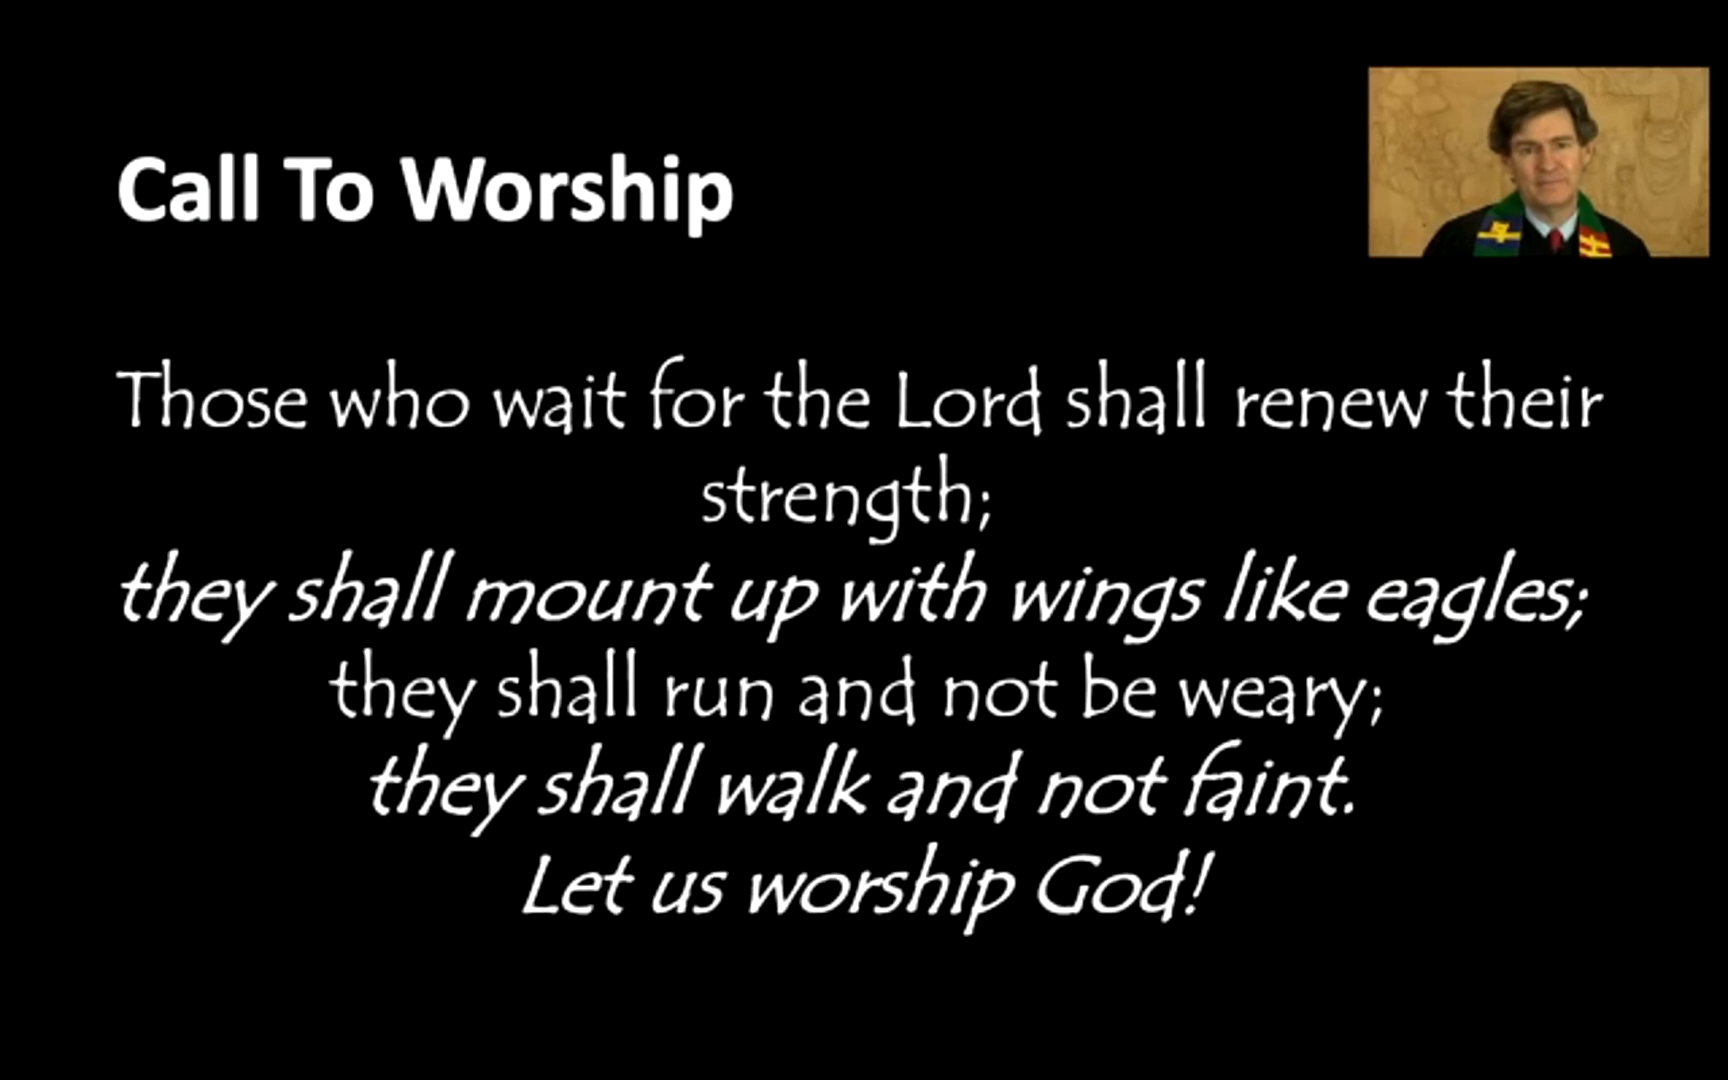 Call To Worship
Those who wait for the Lord shall renew their
strength;
they shall mount up with wings like eagles;
they shall run and not be weary;
they shall walk and not faint.
Let us worship God!